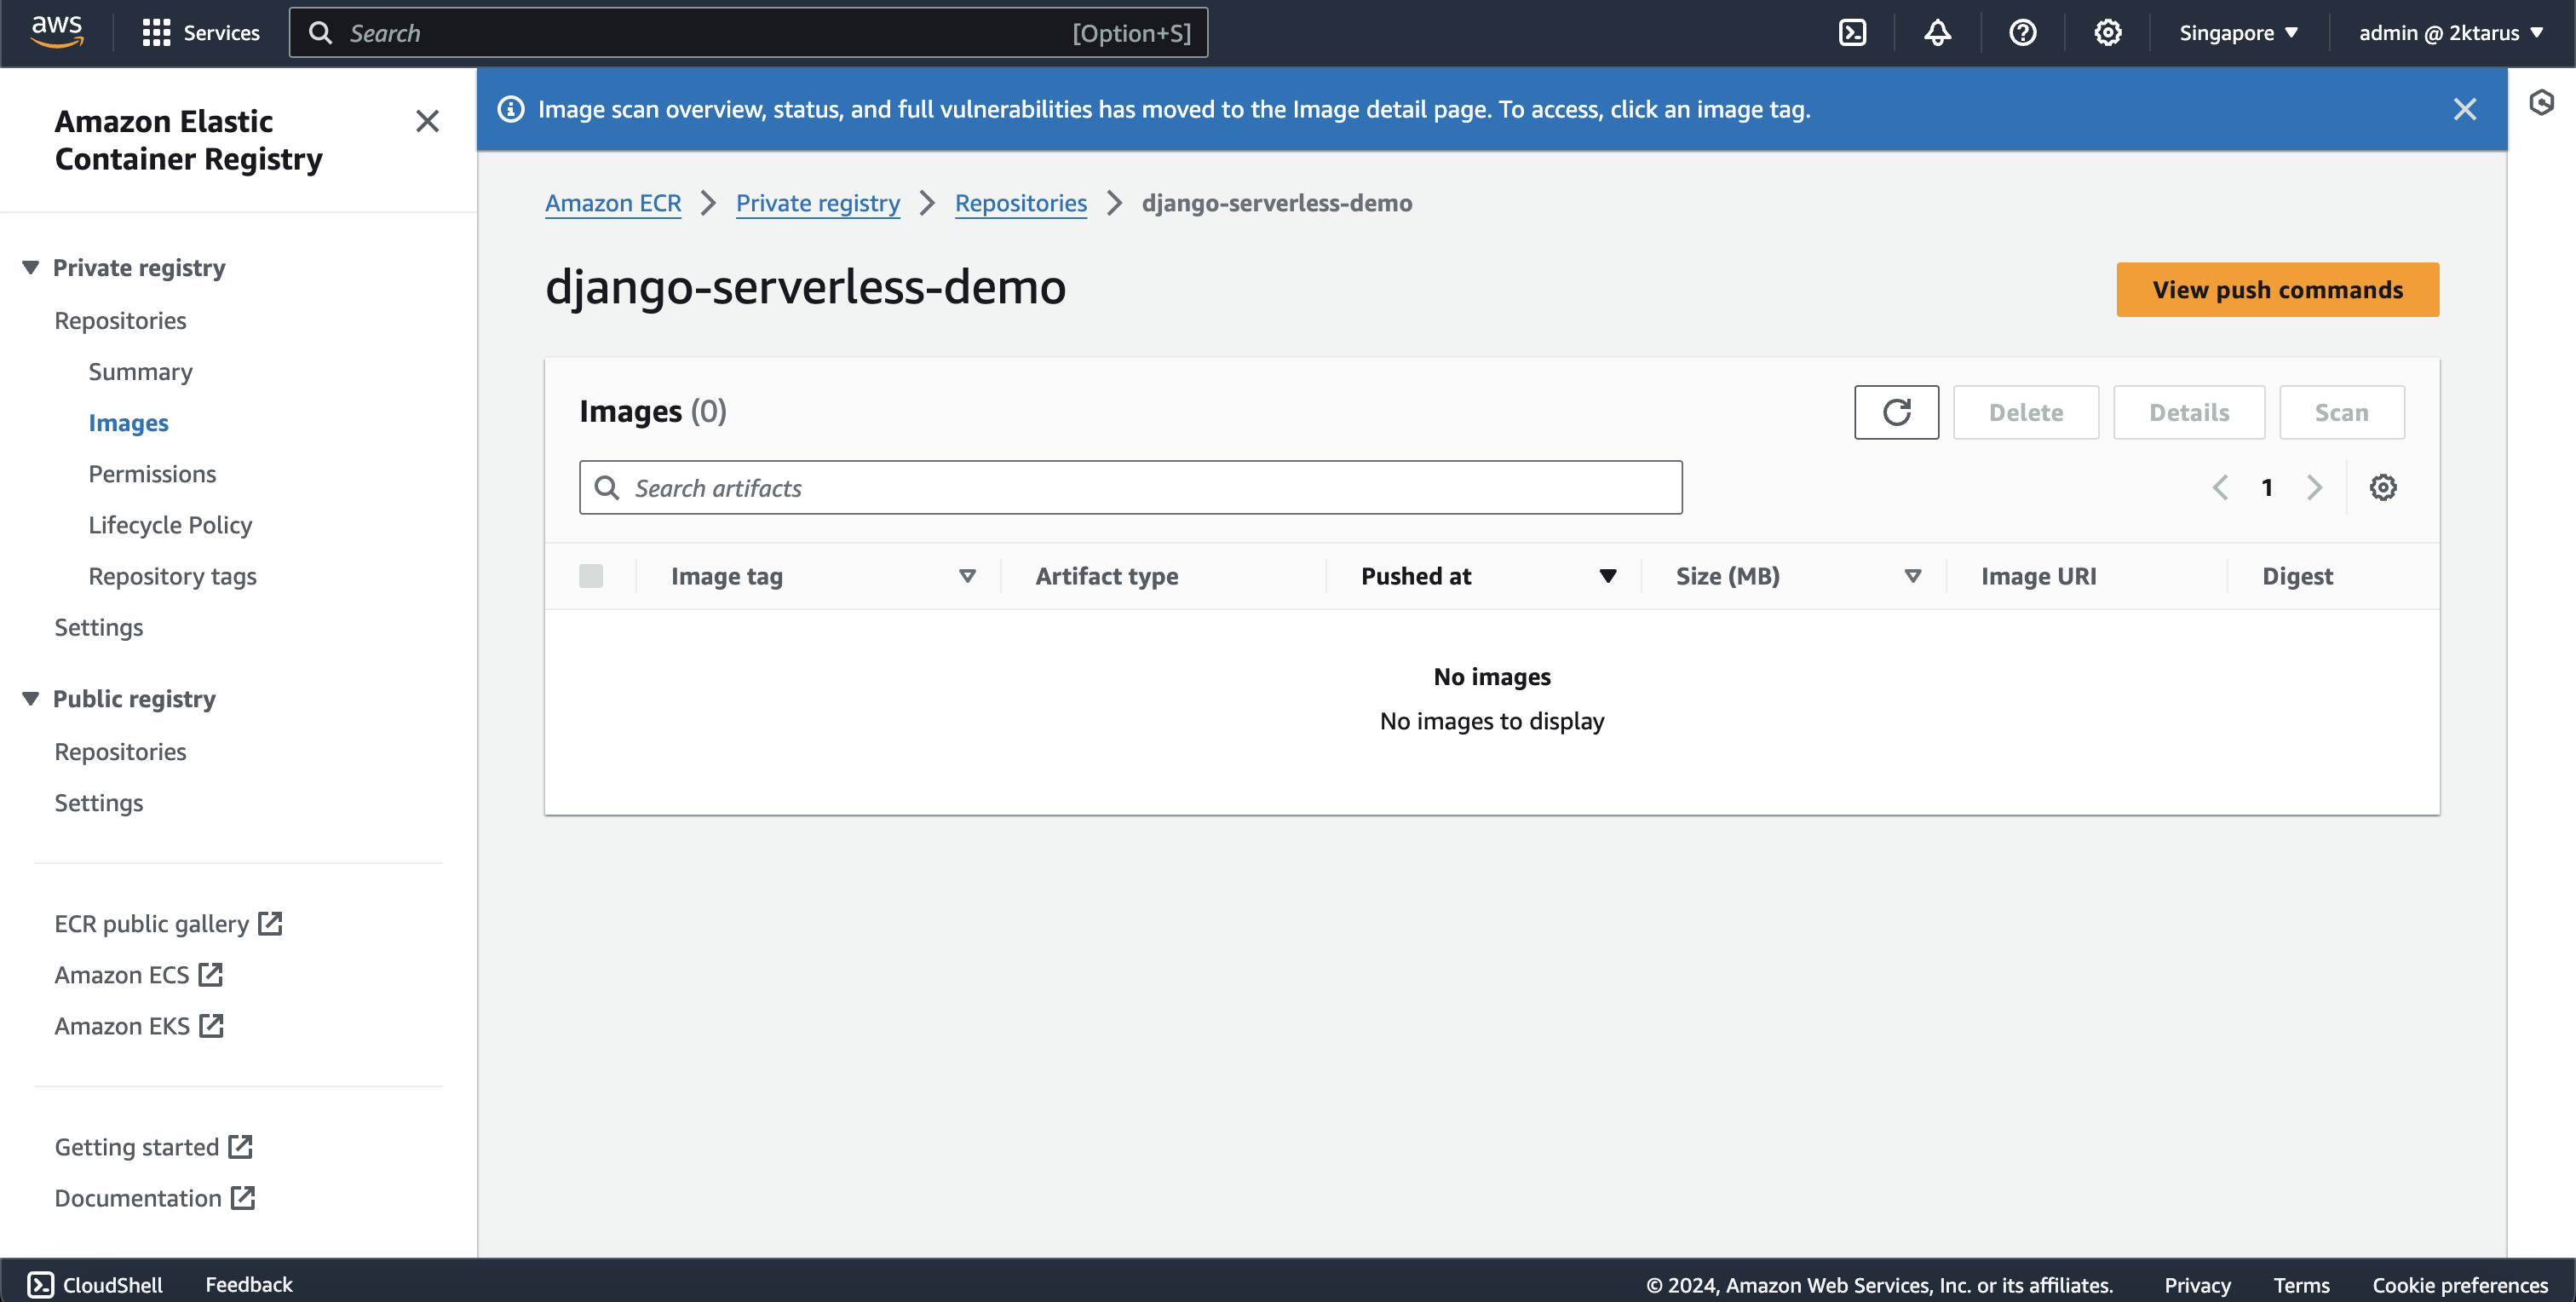 aws
Services
Search
[Option+S]
Singapore
admin @ 2ktarus
Amazon Elastic
Container Registry
Private registry
Repositories
Summary
Images
Permissions
Lifecycle Policy
Repository tags
Settings
Public registry
Repositories
Settings
ECR public gallery
Amazon ECS
Amazon EKS
Getting started
Documentation
Image scan overview, status, and full vulnerabilities has moved to the Image detail page. To access, click an image tag.
Amazon ECR
Private registry
Repositories
django-serverless-demo
django-serverless-demo
View push commands
Images (0)
Delete
Details
Scan
Search artifacts
1
Image tag
Artifact type
Pushed at
Size (MB)
Image URI
Digest
No images
No images to display
CloudShell
Feedback
© 2024, Amazon Web Services, Inc. or its affiliates.
Privacy
Terms
Cookie preferences